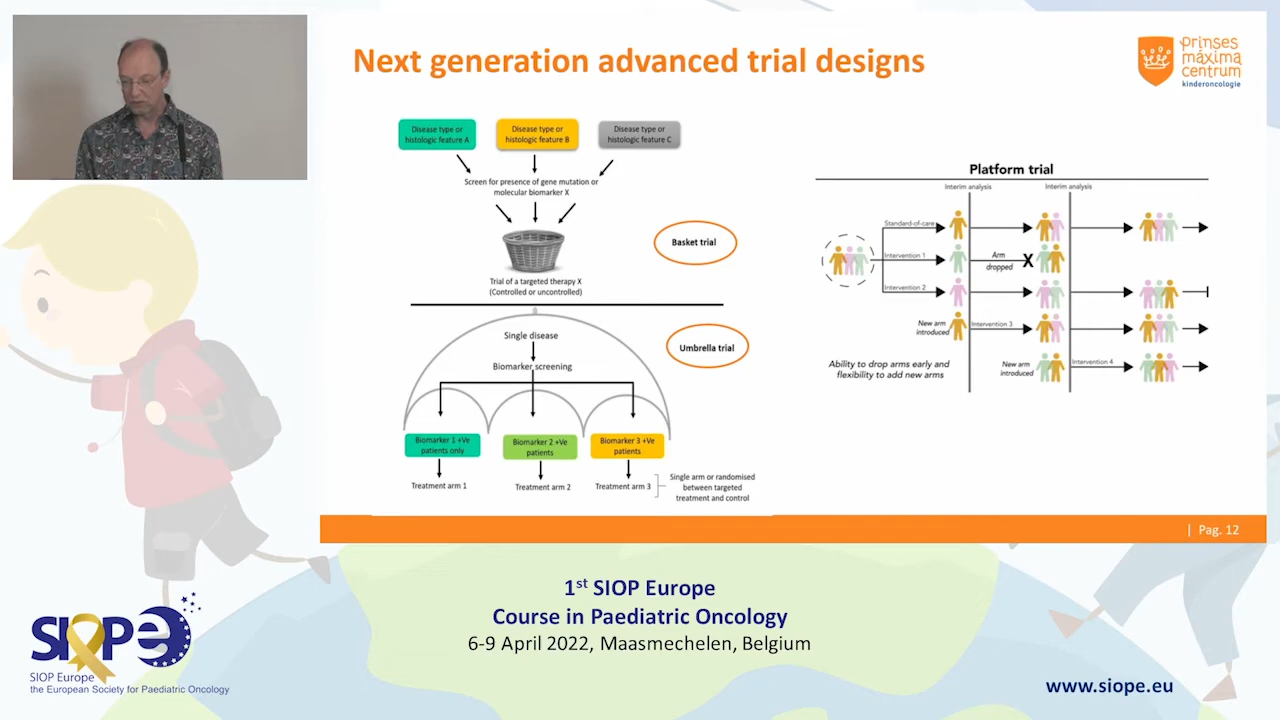 Next generation advanced trial designs
prinses
máxima
centrum
kinderoncologie
Disease type or
histologic feature A
Disease type or
histologic feature B
Disease type or
histologic feature C
Screen for presence of gene mutation or
molecular biomarker X
Trial of a targeted therapy X
(Controlled or uncontrolled)
Basket trial
Single disease
Biomarker screening
Umbrella trial
Biomarker 1 +Ve
patients only
Biomarker 2 +Ve
patients
Biomarker 3 +Ve
patients
Treatment arm 1
Treatment arm 2
Treatment arm 3
Single arm or randomised
between targeted
treatment and control
Platform trial
Interim analysis
Interim analysis
Standard-of-care
Intervention 1
Arm
dropped
X
Intervention 2
New arm
introduced
Intervention 3
Ability to drop arms early and
flexibility to add new arms
New arm
introduced
Intervention 4
| Pag. 12
1st SIOP Europe
Course in Paediatric Oncology
6-9 April 2022, Maasmechelen, Belgium
SIOPe
SIOP Europe
the European Society for Paediatric Oncology
www.siope.eu